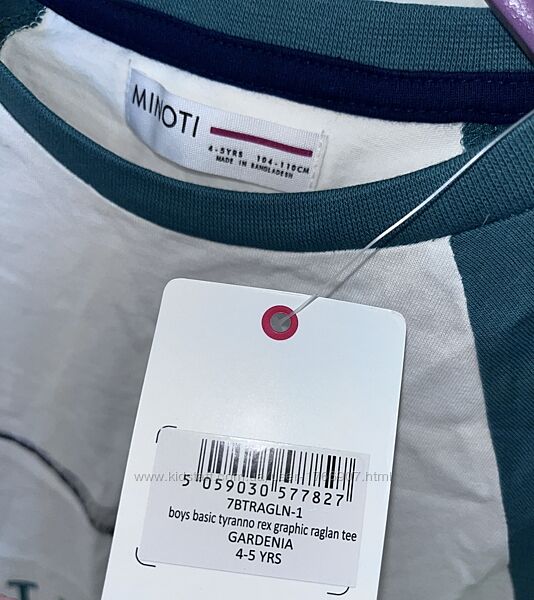 MINOTI
4-5YRS 104-110CM
MADE IN BANGLADESH
5 059030 577827
7BTRAGLN-1
boys basic tyranno rex graphic raglan tee
GARDENIA
4-5 YRS
T